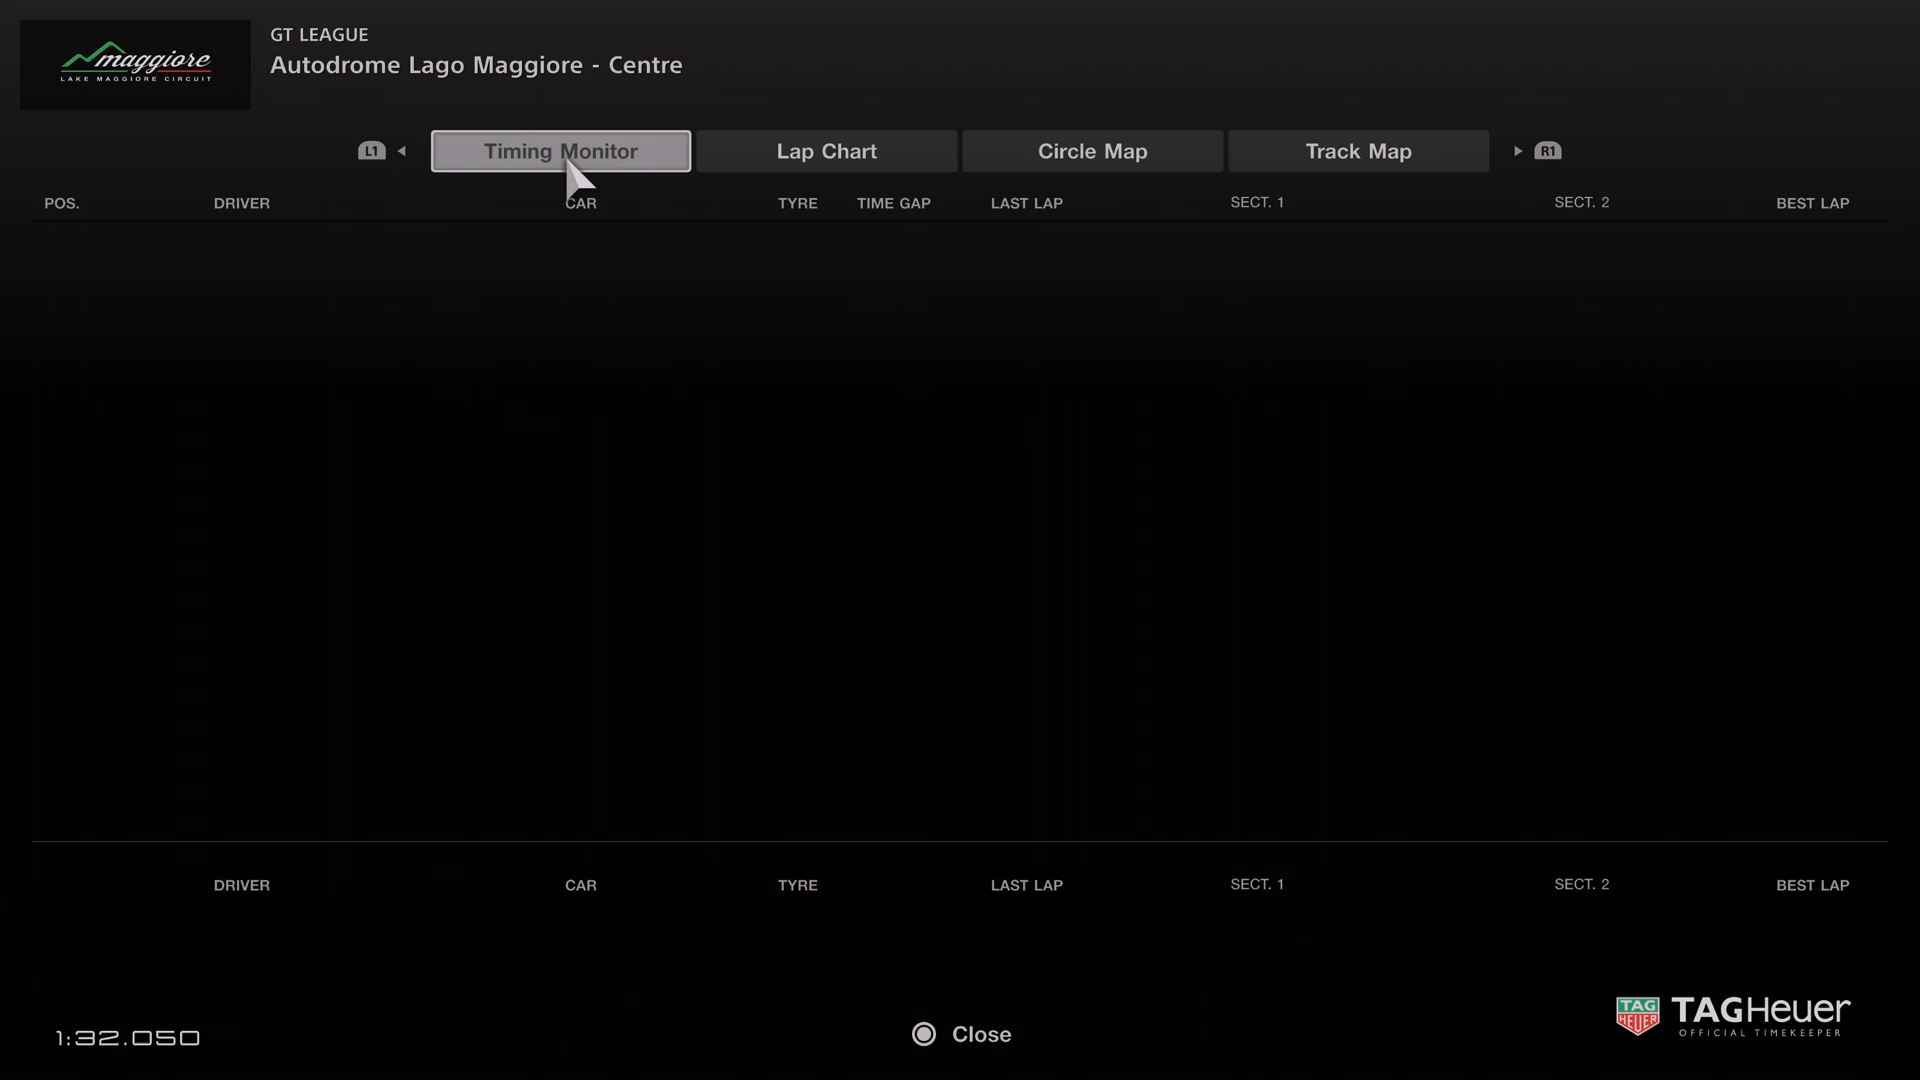 maggiore
LAKE MAGGIORE CIRCUIT
GT LEAGUE
Autodrome Lago Maggiore - Centre
L1 Timing Monitor Lap Chart Circle Map Track Map R1
POS. DRIVER CAR TYRE TIME GAP LAST LAP SECT. 1 SECT. 2 BEST LAP
DRIVER CAR TYRE LAST LAP SECT. 1 SECT. 2 BEST LAP
1:32.050
Close
TAG HEUER
TAGHeuer
OFFICIAL TIMEKEEPER